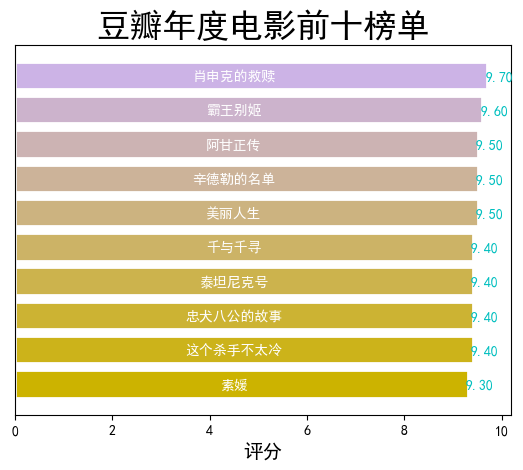 豆瓣年度电影前十榜单
肖申克的救赎 9.70
霸王别姬 9.60
阿甘正传 9.50
辛德勒的名单 9.50
美丽人生 9.50
千与千寻 9.40
泰坦尼克号 9.40
忠犬八公的故事 9.40
这个杀手不太冷 9.40
素媛 9.30
0 2 4 6 8 10
评分